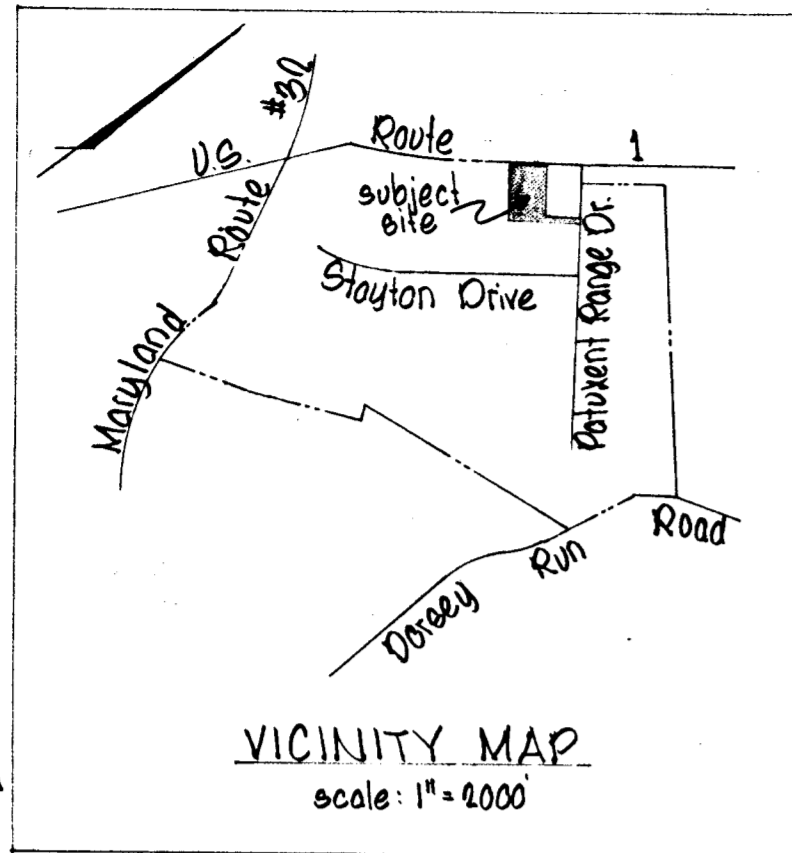 U.S. Route 1
Maryland Route #32
subject
site
Stayton Drive
Patuxent Range Dr.
Dorsey Run Road
VICINITY MAP
scale: 1" = 2000'